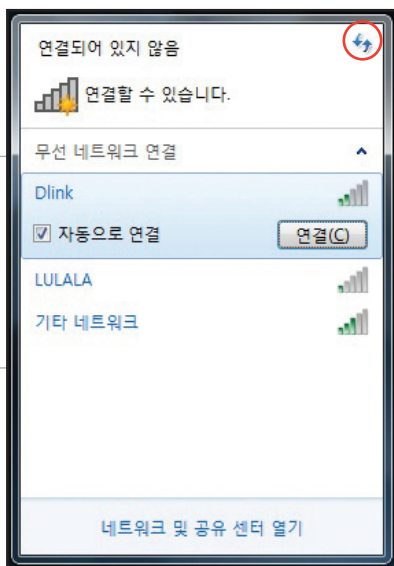 연결되어 있지 않음
연결할 수 있습니다.
무선 네트워크 연결
Dlink
자동으로 연결
연결(C)
LULALA
기타 네트워크
네트워크 및 공유 센터 열기